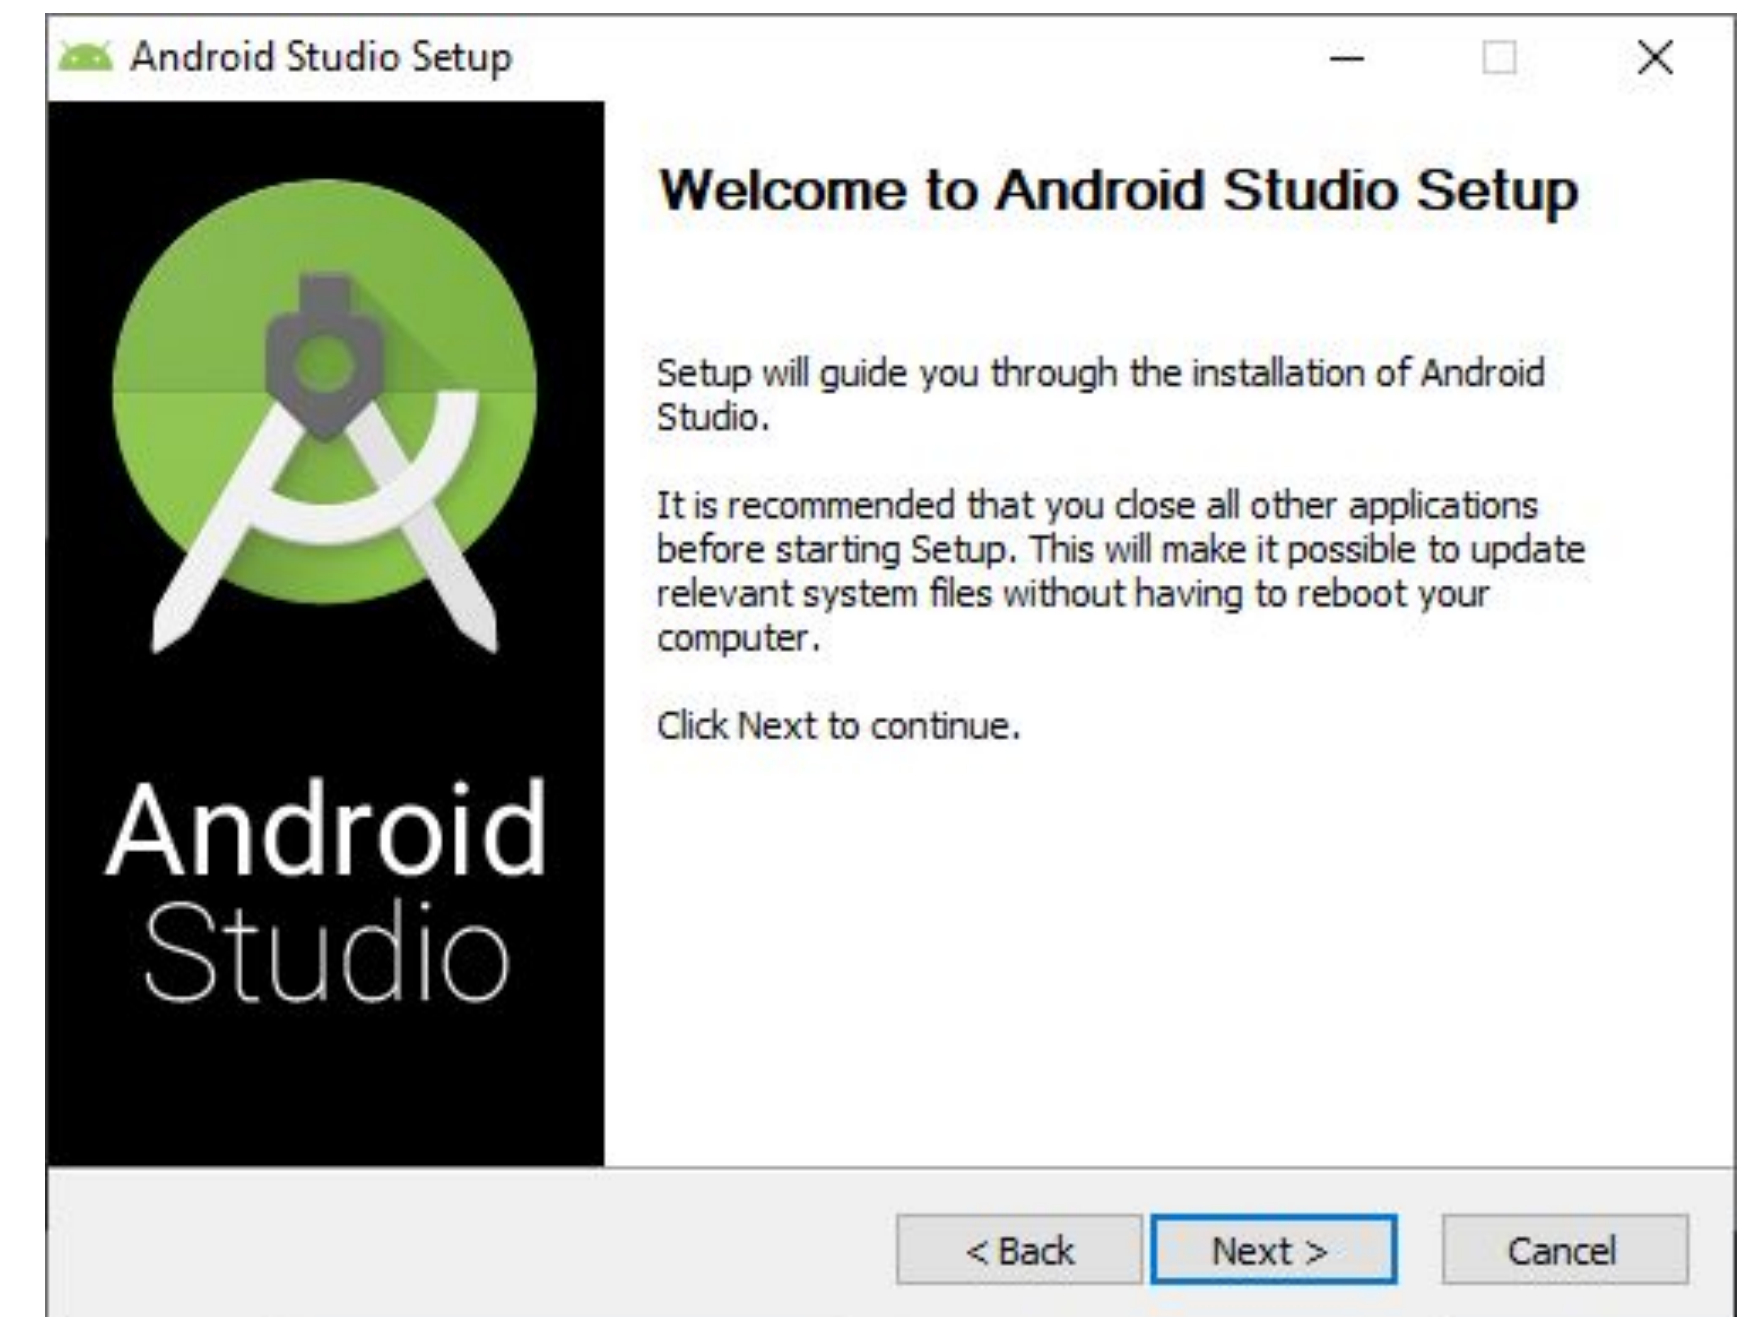 Android Studio Setup
Welcome to Android Studio Setup
Setup will guide you through the installation of Android
Studio.
It is recommended that you close all other applications
before starting Setup. This will make it possible to update
relevant system files without having to reboot your
computer.
Click Next to continue.
Android
Studio
< Back
Next >
Cancel